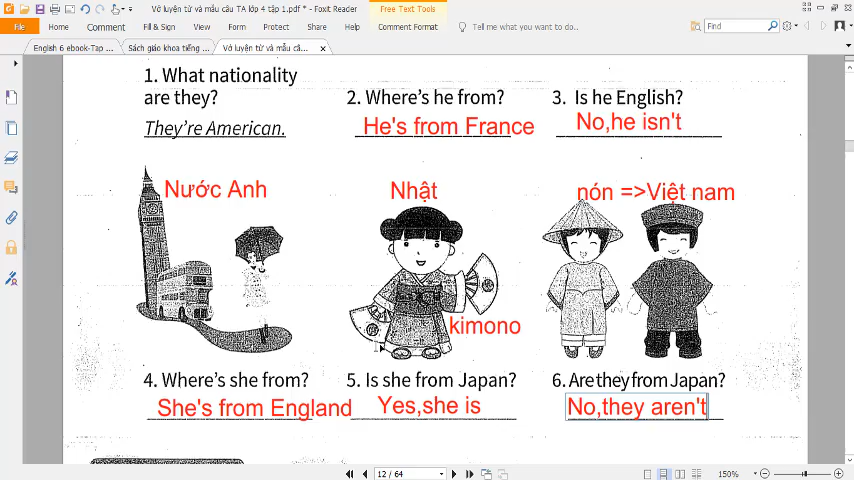 Vở luyện từ và mẫu câu TA lớp 4 tập 1.pdf * - Foxit Reader
Free Text Tools
File
Home
Comment
Fill & Sign
View
Form
Protect
Share
Help
Comment Format
Tell me what you want to do...
Find
English 6 ebook-Tap ...
Sách giáo khoa tiếng ...
Vở luyện từ và mẫu câ...
1. What nationality
are they?
They're American.
2. Where's he from?
He's from France
3. Is he English?
No,he isn't
Nước Anh
Nhật
nón =>Việt nam
kimono
4. Where's she from?
She's from England
5. Is she from Japan?
Yes,she is
6. Are they from Japan?
No,they aren't
12 / 64
150%